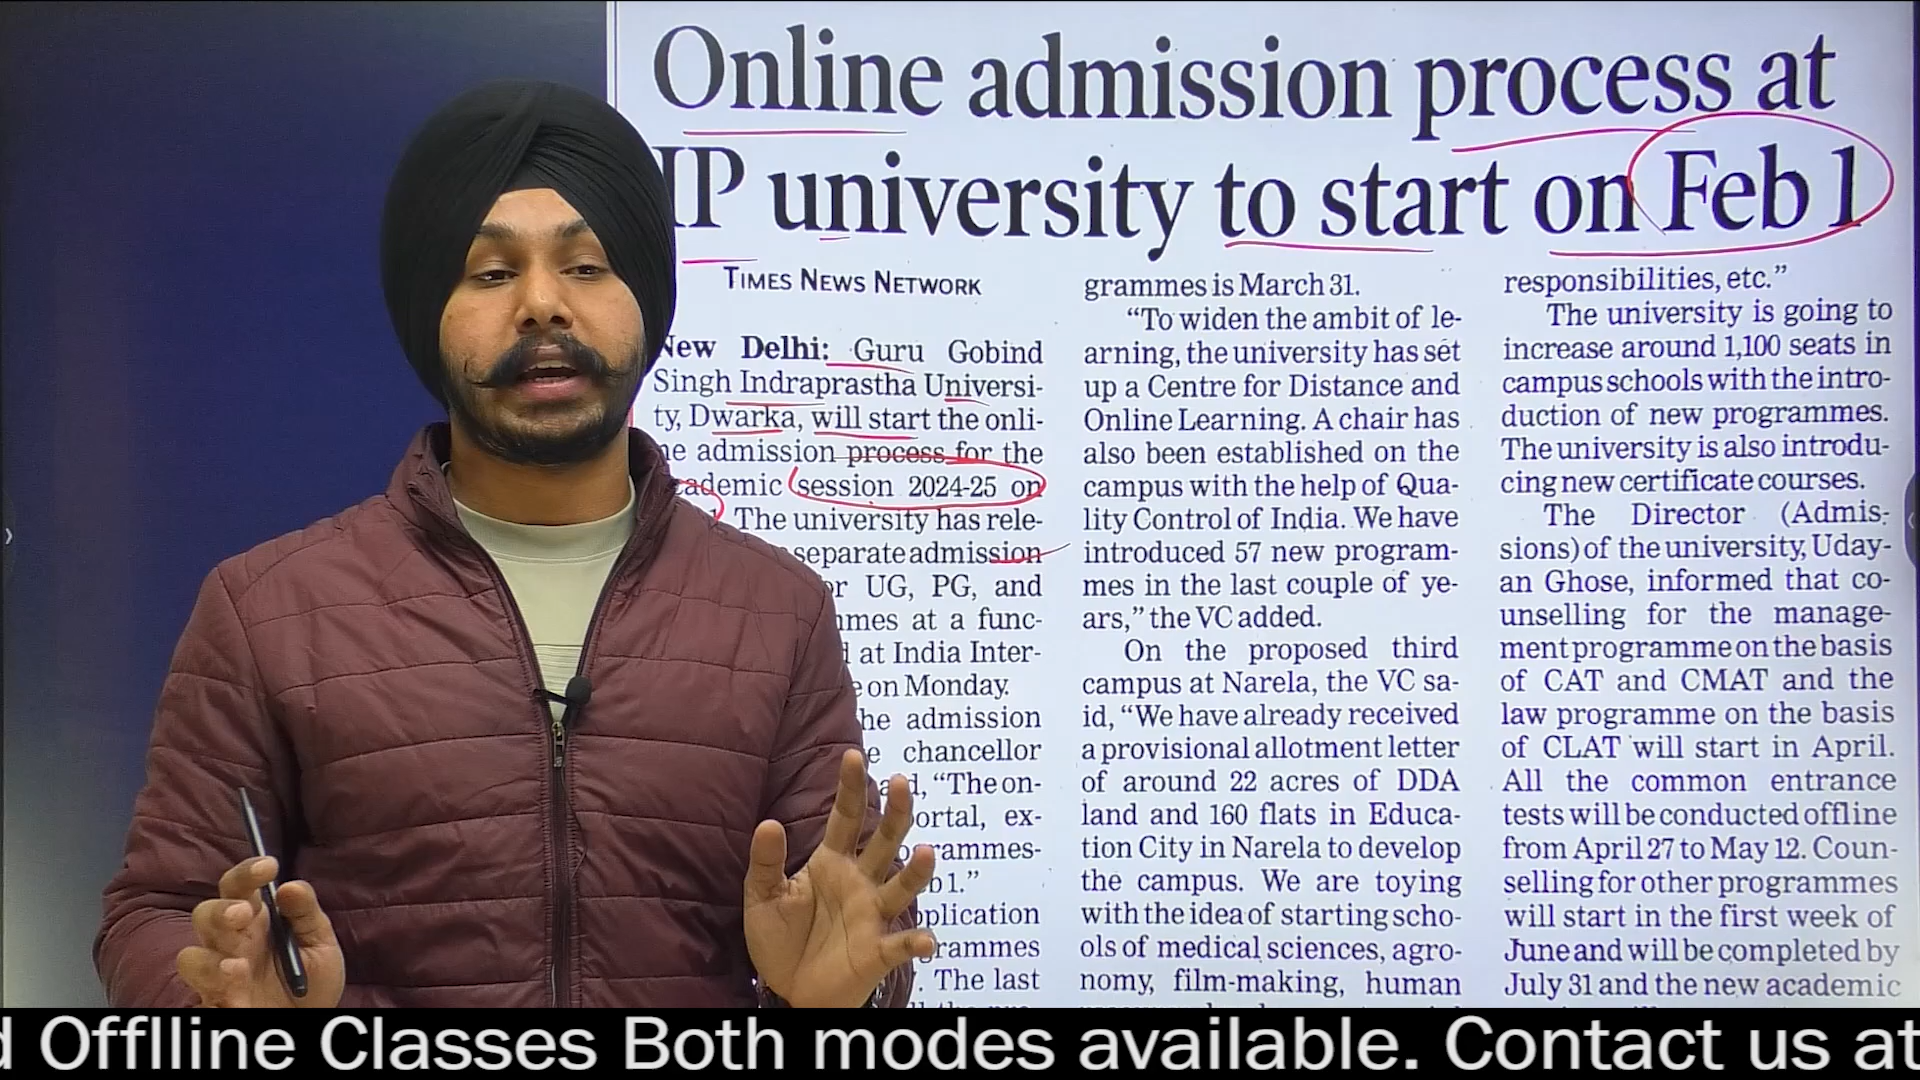 Online admission process at
IP university to start on Feb 1
TIMES NEWS NETWORK
New Delhi: Guru Gobind
Singh Indraprastha Universi-
ty, Dwarka, will start the onli-
ne admission process for the
academic session 2024-25 on
The university has rele-
separate admission
or UG, PG, and
at a func-
at India Inter-
on Monday.
admission
chancellor
"The on-
portal, ex-
1."
The last
grammes is March 31.
"To widen the ambit of le-
arning, the university has set
up a Centre for Distance and
Online Learning. A chair has
also been established on the
campus with the help of Qua-
lity Control of India. We have
introduced 57 new program-
mes in the last couple of ye-
ars," the VC added.
On the proposed third
campus at Narela, the VC sa-
id, "We have already received
a provisional allotment letter
of around 22 acres of DDA
land and 160 flats in Educa-
tion City in Narela to develop
the campus. We are toying
with the idea of starting scho-
ols of medical sciences, agro-
nomy, film-making, human
responsibilities, etc."
The university is going to
increase around 1,100 seats in
campus schools with the intro-
duction of new programmes.
The university is also introdu-
cing new certificate courses.
The Director (Admis-
sions) of the university, Uday-
an Ghose, informed that co-
unselling for the manage-
ment programme on the basis
of CAT and CMAT and the
law programme on the basis
of CLAT will start in April.
All the common entrance
tests will be conducted offline
from April 27 to May 12. Coun-
selling for other programmes
will start in the first week of
June and will be completed by
July 31 and the new academic
d Offlline Classes Both modes available. Contact us at